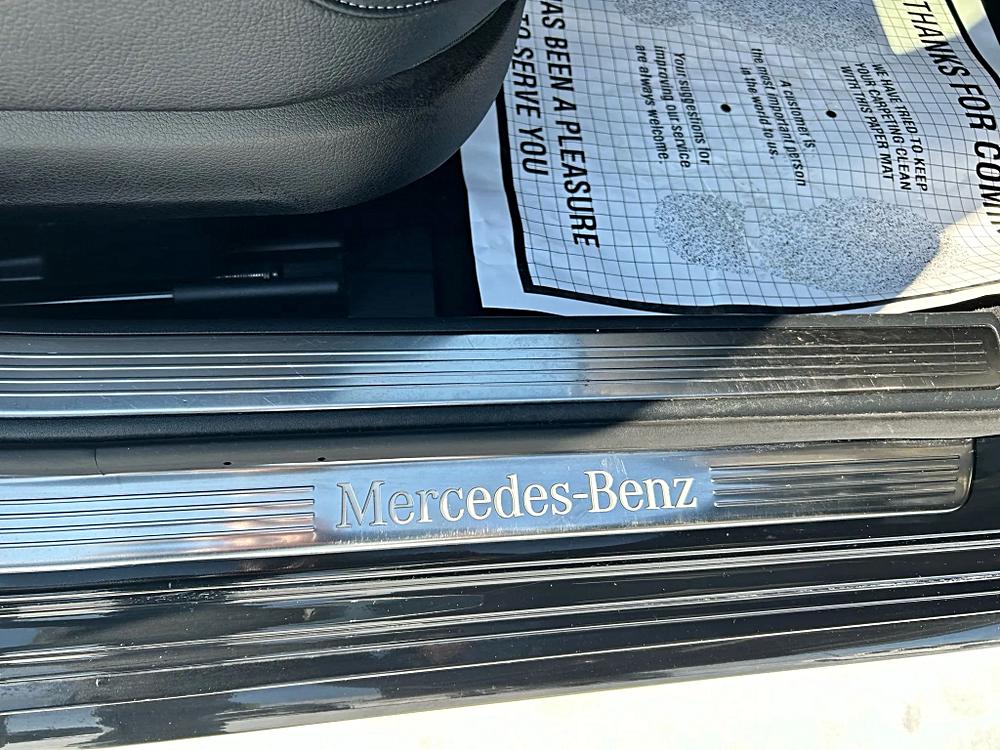 THANKS FOR COMIN
WE HAVE TRIED TO KEEP
YOUR CARPETING CLEAN
WITH THIS PAPER MAT
A customer is
the most important person
in the world to us.
Your suggestions for
improving our service
are always welcome.
AS BEEN A PLEASURE
TO SERVE YOU
Mercedes-Benz